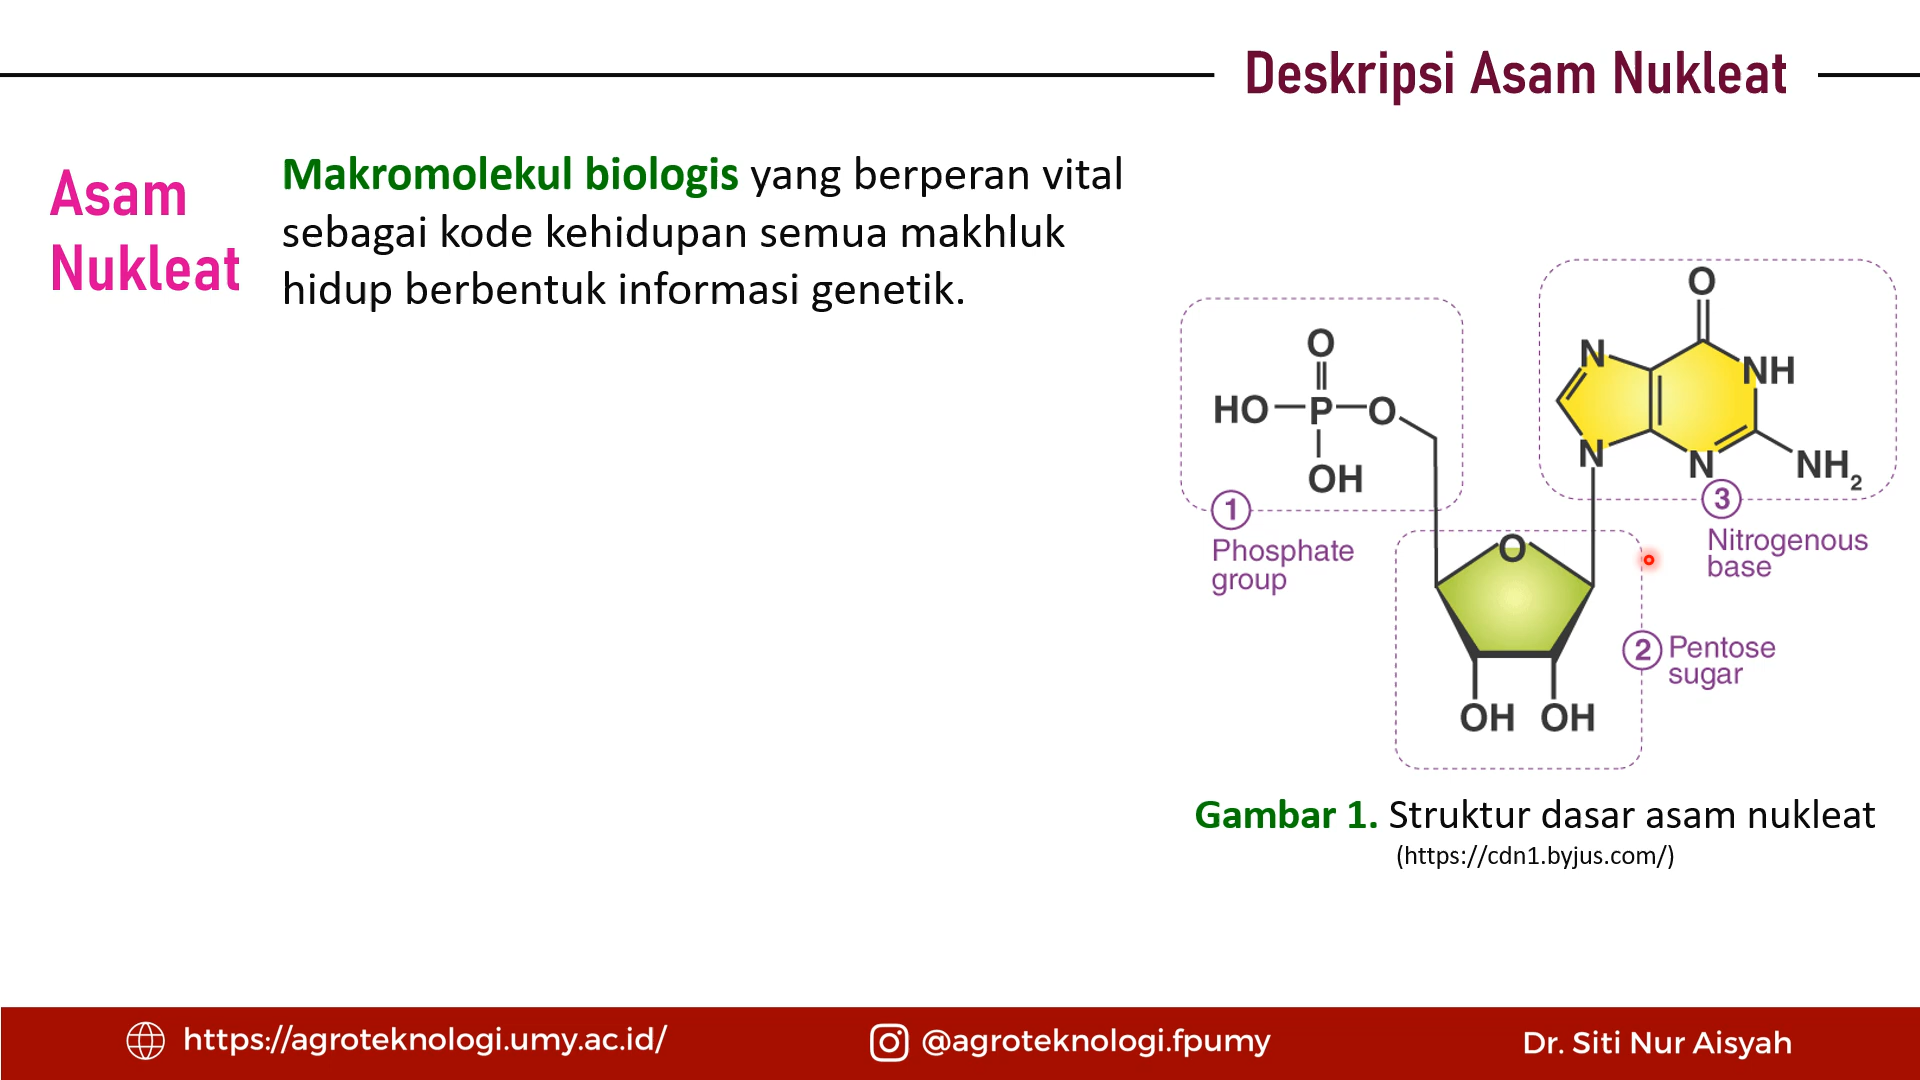 Deskripsi Asam Nukleat
Asam
Nukleat
Makromolekul biologis yang berperan vital
sebagai kode kehidupan semua makhluk
hidup berbentuk informasi genetik.
O
HO P O
OH
1
Phosphate
group
O
N
NH
N
N
NH2
3
Nitrogenous
base
O
2
Pentose
sugar
OH OH
Gambar 1. Struktur dasar asam nukleat
(https://cdn1.byjus.com/)
https://agroteknologi.umy.ac.id/
@agroteknologi.fpumy
Dr. Siti Nur Aisyah